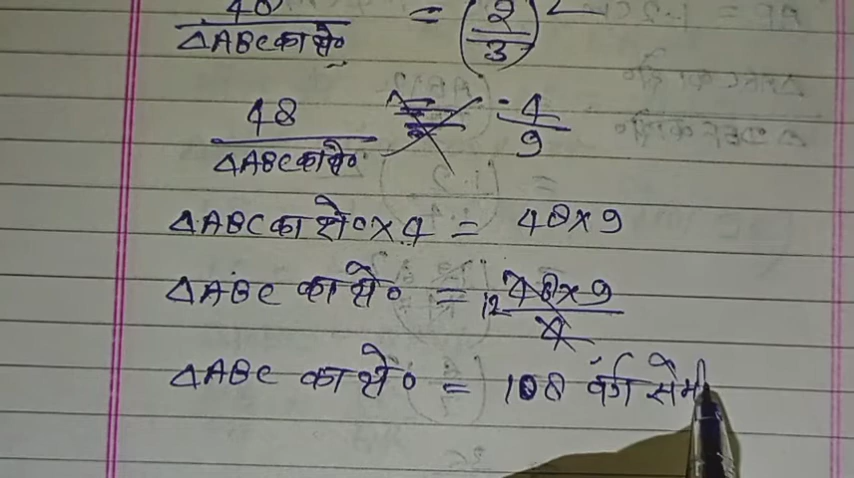 48 / ΔABC का क्षे० = (2/3)²
48 / ΔABC का क्षे० = 4/9
ΔABC का क्षे० × 4 = 48 × 9
ΔABC का क्षे० = 12 48 × 9 / 4
ΔABC का क्षे० = 108 वर्ग सेमी